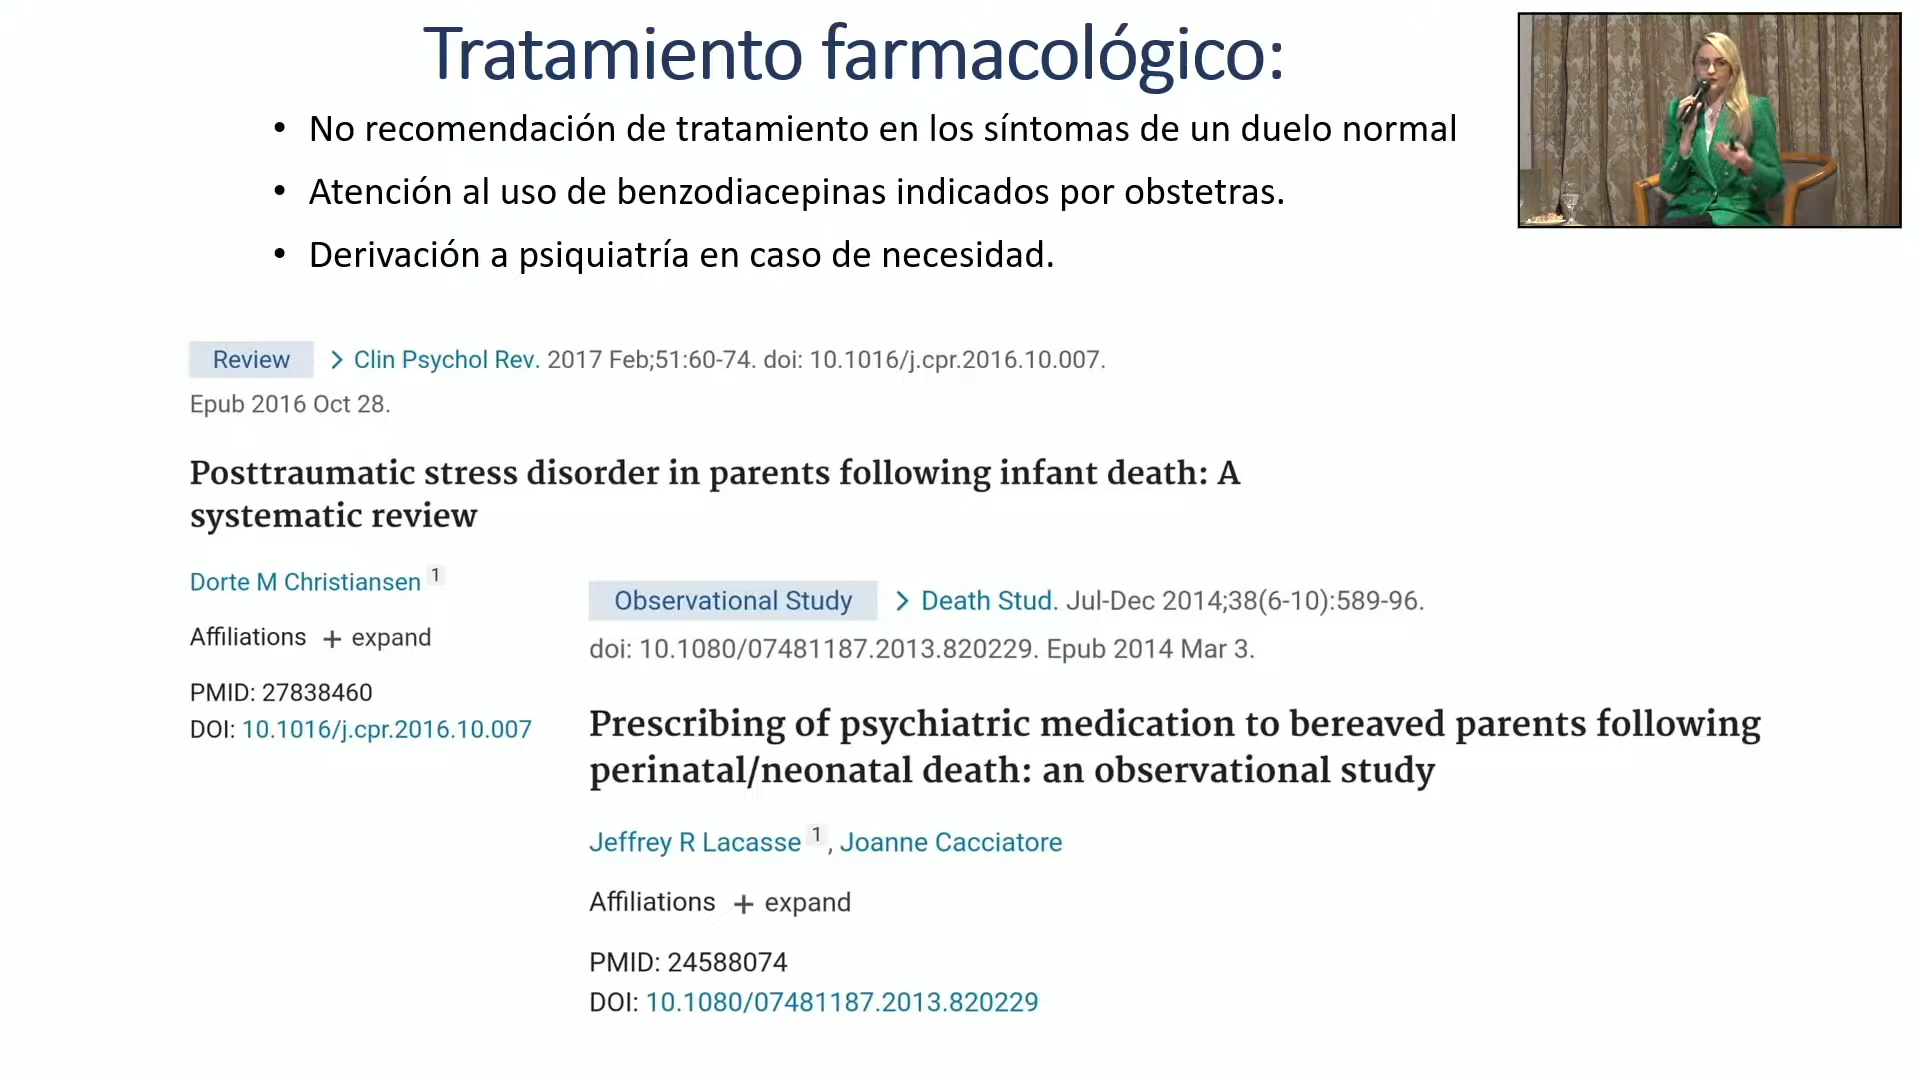 Tratamiento farmacológico:
• No recomendación de tratamiento en los síntomas de un duelo normal
• Atención al uso de benzodiacepinas indicados por obstetras.
• Derivación a psiquiatría en caso de necesidad.
Review > Clin Psychol Rev. 2017 Feb;51:60-74. doi: 10.1016/j.cpr.2016.10.007.
Epub 2016 Oct 28.
Posttraumatic stress disorder in parents following infant death: A
systematic review
Dorte M Christiansen 1
Affiliations + expand
PMID: 27838460
DOI: 10.1016/j.cpr.2016.10.007
Observational Study > Death Stud. Jul-Dec 2014;38(6-10):589-96.
doi: 10.1080/07481187.2013.820229. Epub 2014 Mar 3.
Prescribing of psychiatric medication to bereaved parents following
perinatal/neonatal death: an observational study
Jeffrey R Lacasse 1, Joanne Cacciatore
Affiliations + expand
PMID: 24588074
DOI: 10.1080/07481187.2013.820229